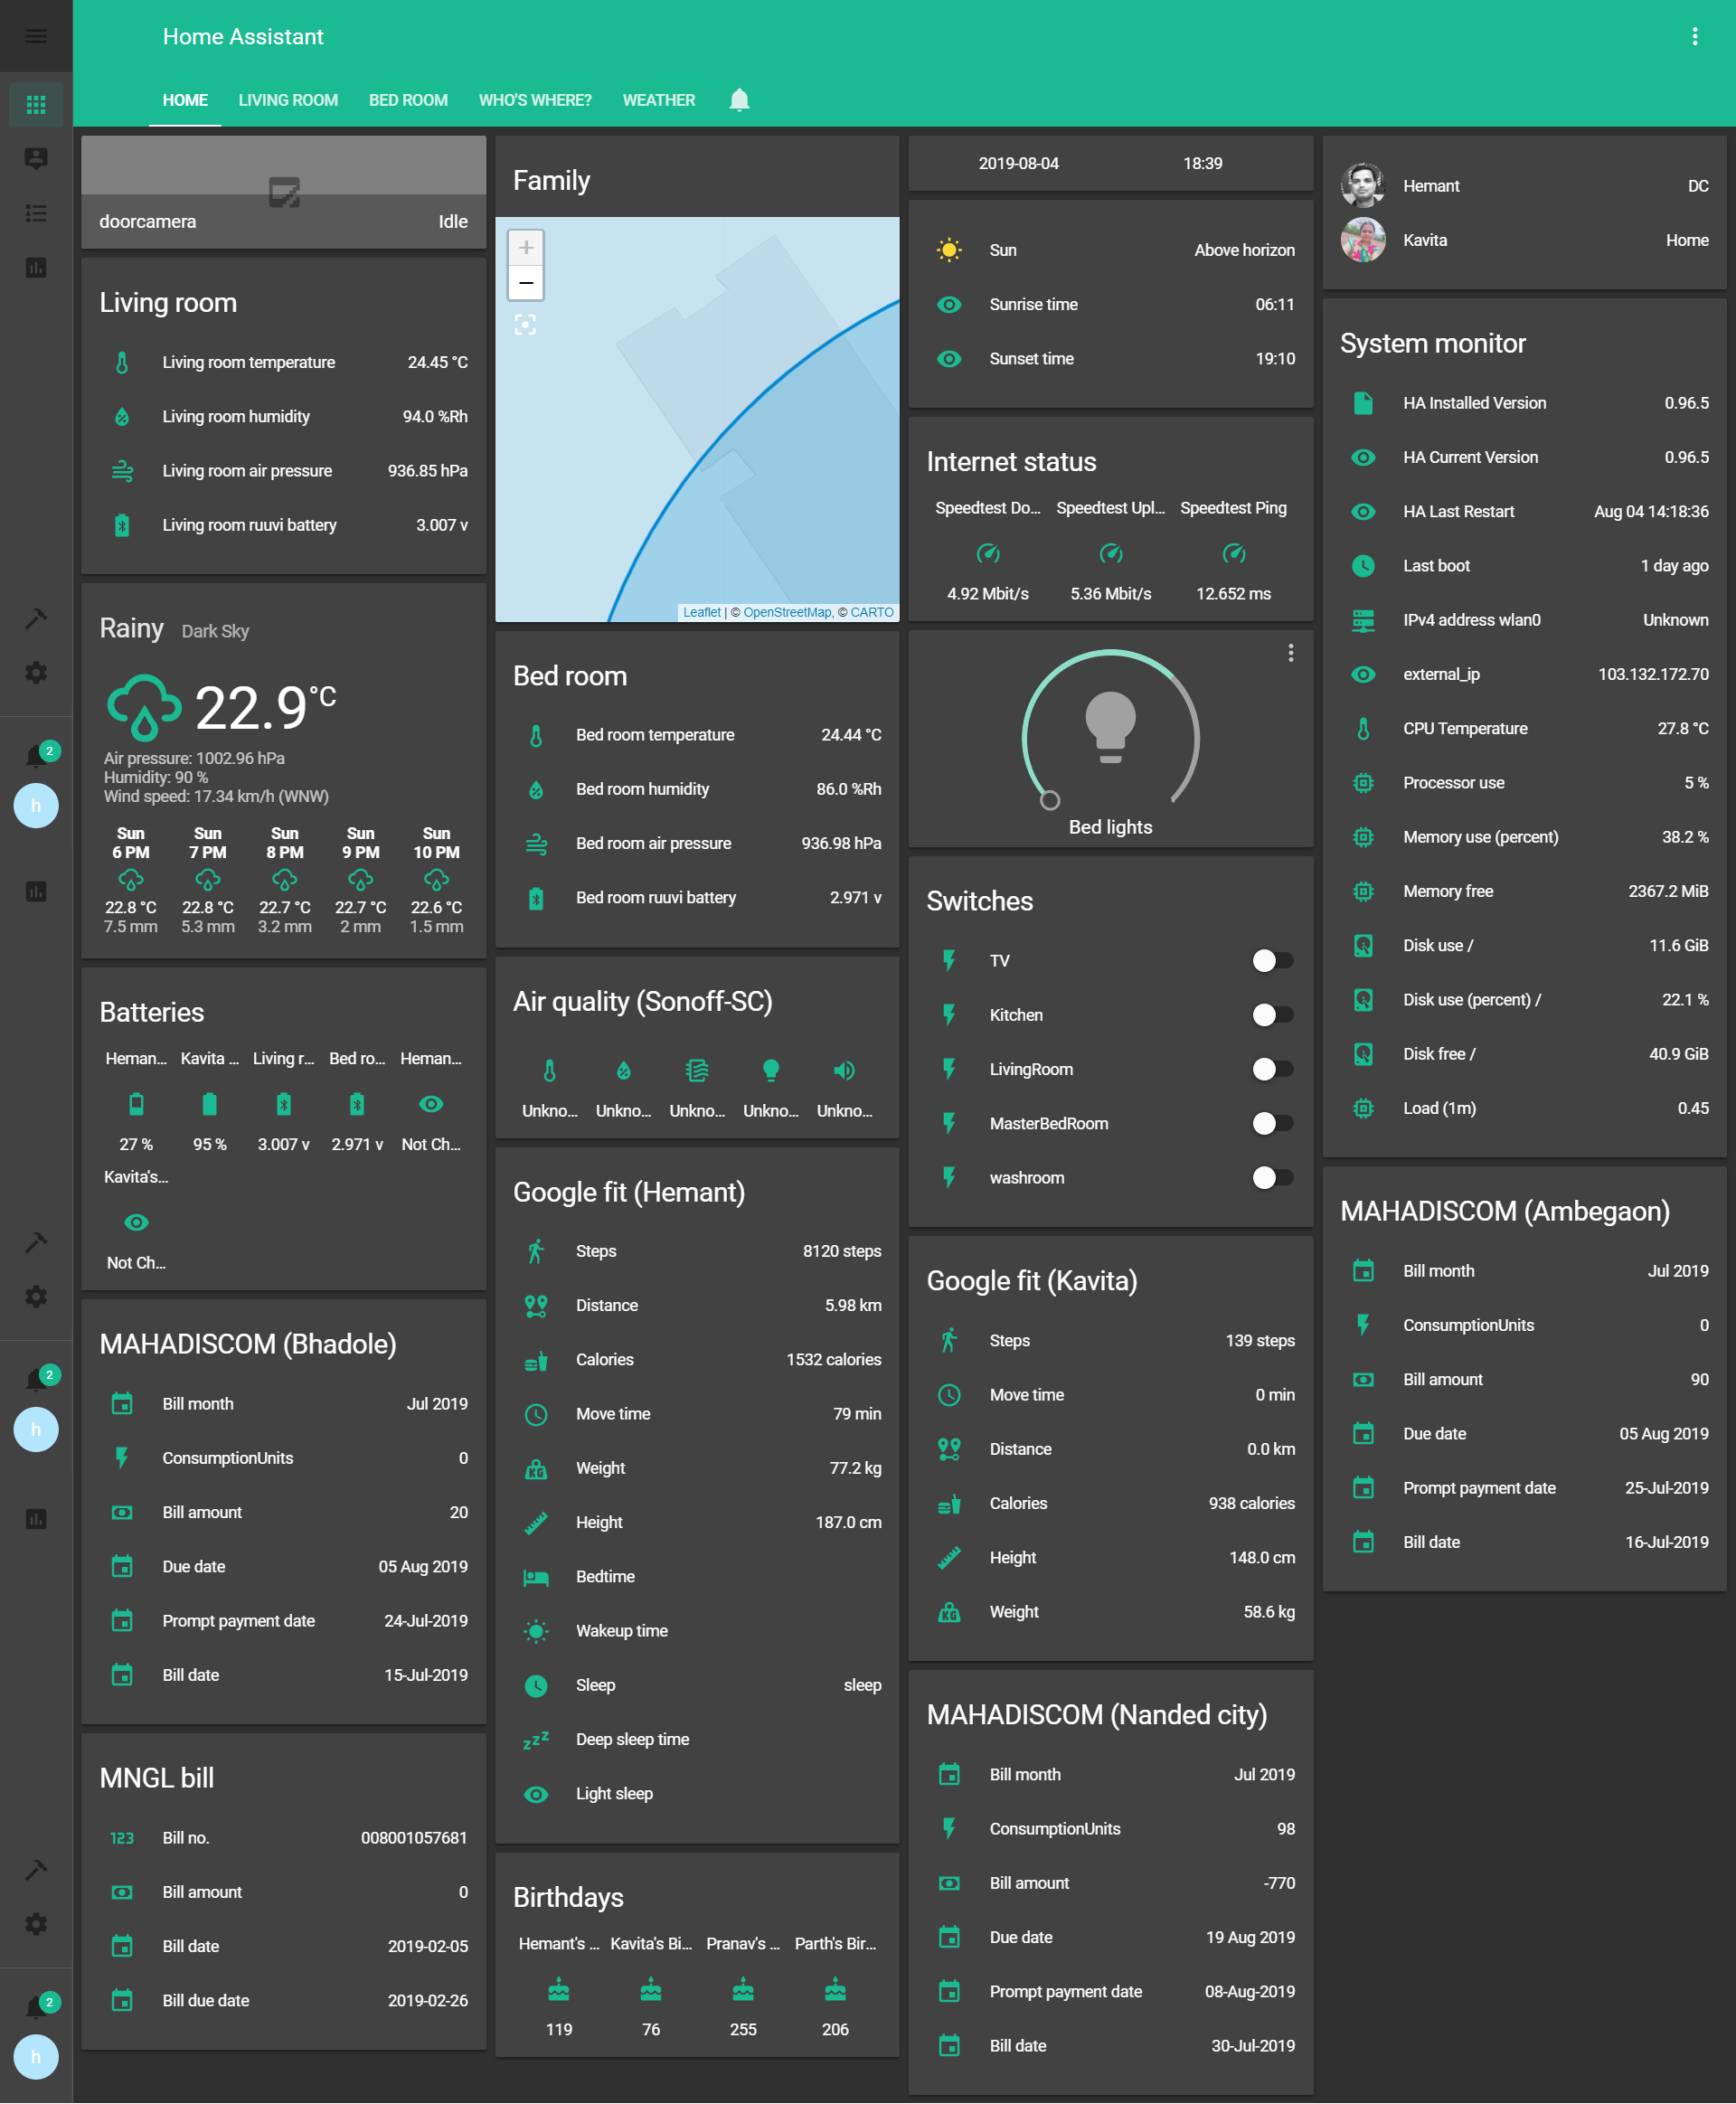 Home Assistant
HOME LIVING ROOM BED ROOM WHO'S WHERE? WEATHER
2
h
2
h
2
h
doorcamera Idle
Living room
Living room temperature 24.45 °C
Living room humidity 94.0 %Rh
Living room air pressure 936.85 hPa
Living room ruuvi battery 3.007 v
Rainy Dark Sky
22.9 °C
Air pressure: 1002.96 hPa
Humidity: 90 %
Wind speed: 17.34 km/h (WNW)
Sun Sun Sun Sun Sun
6 PM 7 PM 8 PM 9 PM 10 PM
22.8 °C 22.8 °C 22.7 °C 22.7 °C 22.6 °C
7.5 mm 5.3 mm 3.2 mm 2 mm 1.5 mm
Batteries
Heman... Kavita ... Living r... Bed ro... Heman...
27 % 95 % 3.007 v 2.971 v Not Ch...
Kavita's...
Not Ch...
MAHADISCOM (Bhadole)
Bill month Jul 2019
ConsumptionUnits 0
Bill amount 20
Due date 05 Aug 2019
Prompt payment date 24-Jul-2019
Bill date 15-Jul-2019
MNGL bill
123 Bill no. 008001057681
Bill amount 0
Bill date 2019-02-05
Bill due date 2019-02-26
Family
+
−
Leaflet | © OpenStreetMap, © CARTO
Bed room
Bed room temperature 24.44 °C
Bed room humidity 86.0 %Rh
Bed room air pressure 936.98 hPa
Bed room ruuvi battery 2.971 v
Air quality (Sonoff-SC)
Unkno... Unkno... Unkno... Unkno... Unkno...
Google fit (Hemant)
Steps 8120 steps
Distance 5.98 km
Calories 1532 calories
Move time 79 min
KG Weight 77.2 kg
Height 187.0 cm
Bedtime
Wakeup time
Sleep sleep
zzz Deep sleep time
Light sleep
Birthdays
Hemant's ... Kavita's Bi... Pranav's ... Parth's Bir...
119 76 255 206
2019-08-04 18:39
Sun Above horizon
Sunrise time 06:11
Sunset time 19:10
Internet status
Speedtest Do... Speedtest Upl... Speedtest Ping
4.92 Mbit/s 5.36 Mbit/s 12.652 ms
Bed lights
Switches
TV
Kitchen
LivingRoom
MasterBedRoom
washroom
Google fit (Kavita)
Steps 139 steps
Move time 0 min
Distance 0.0 km
Calories 938 calories
Height 148.0 cm
KG Weight 58.6 kg
MAHADISCOM (Nanded city)
Bill month Jul 2019
ConsumptionUnits 98
Bill amount -770
Due date 19 Aug 2019
Prompt payment date 08-Aug-2019
Bill date 30-Jul-2019
Hemant DC
Kavita Home
System monitor
HA Installed Version 0.96.5
HA Current Version 0.96.5
HA Last Restart Aug 04 14:18:36
Last boot 1 day ago
IPv4 address wlan0 Unknown
external_ip 103.132.172.70
CPU Temperature 27.8 °C
Processor use 5 %
Memory use (percent) 38.2 %
Memory free 2367.2 MiB
Disk use / 11.6 GiB
Disk use (percent) / 22.1 %
Disk free / 40.9 GiB
Load (1m) 0.45
MAHADISCOM (Ambegaon)
Bill month Jul 2019
ConsumptionUnits 0
Bill amount 90
Due date 05 Aug 2019
Prompt payment date 25-Jul-2019
Bill date 16-Jul-2019